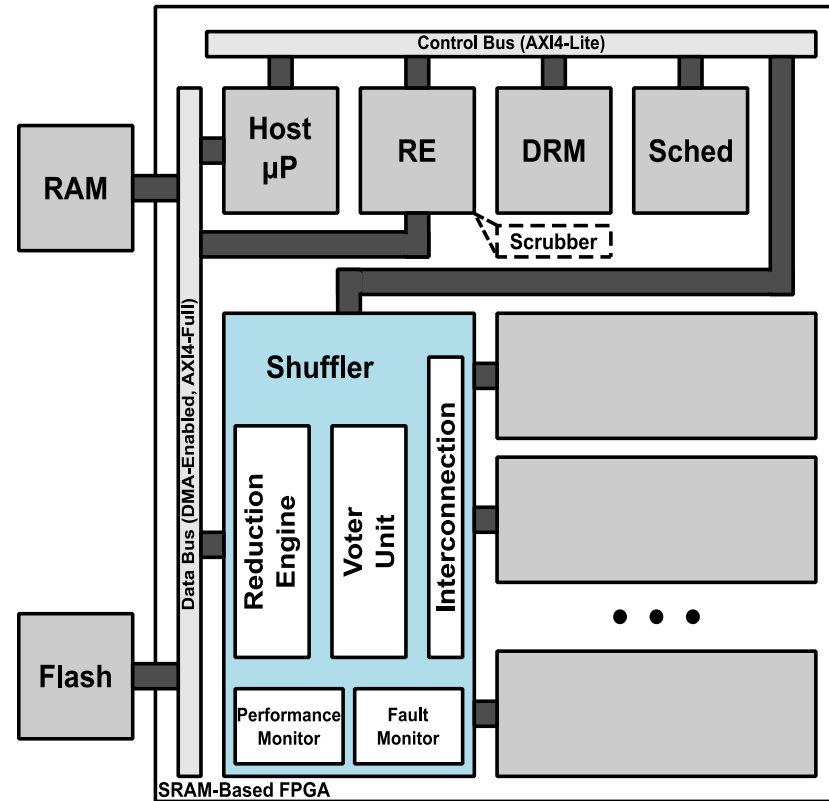 Control Bus (AXI4-Lite)
Host
µP
RE
DRM
Sched
RAM
Scrubber
Data Bus (DMA-Enabled, AXI4-Full)
Shuffler
Reduction
Engine
Voter
Unit
Interconnection
Flash
Performance
Monitor
Fault
Monitor
SRAM-Based FPGA